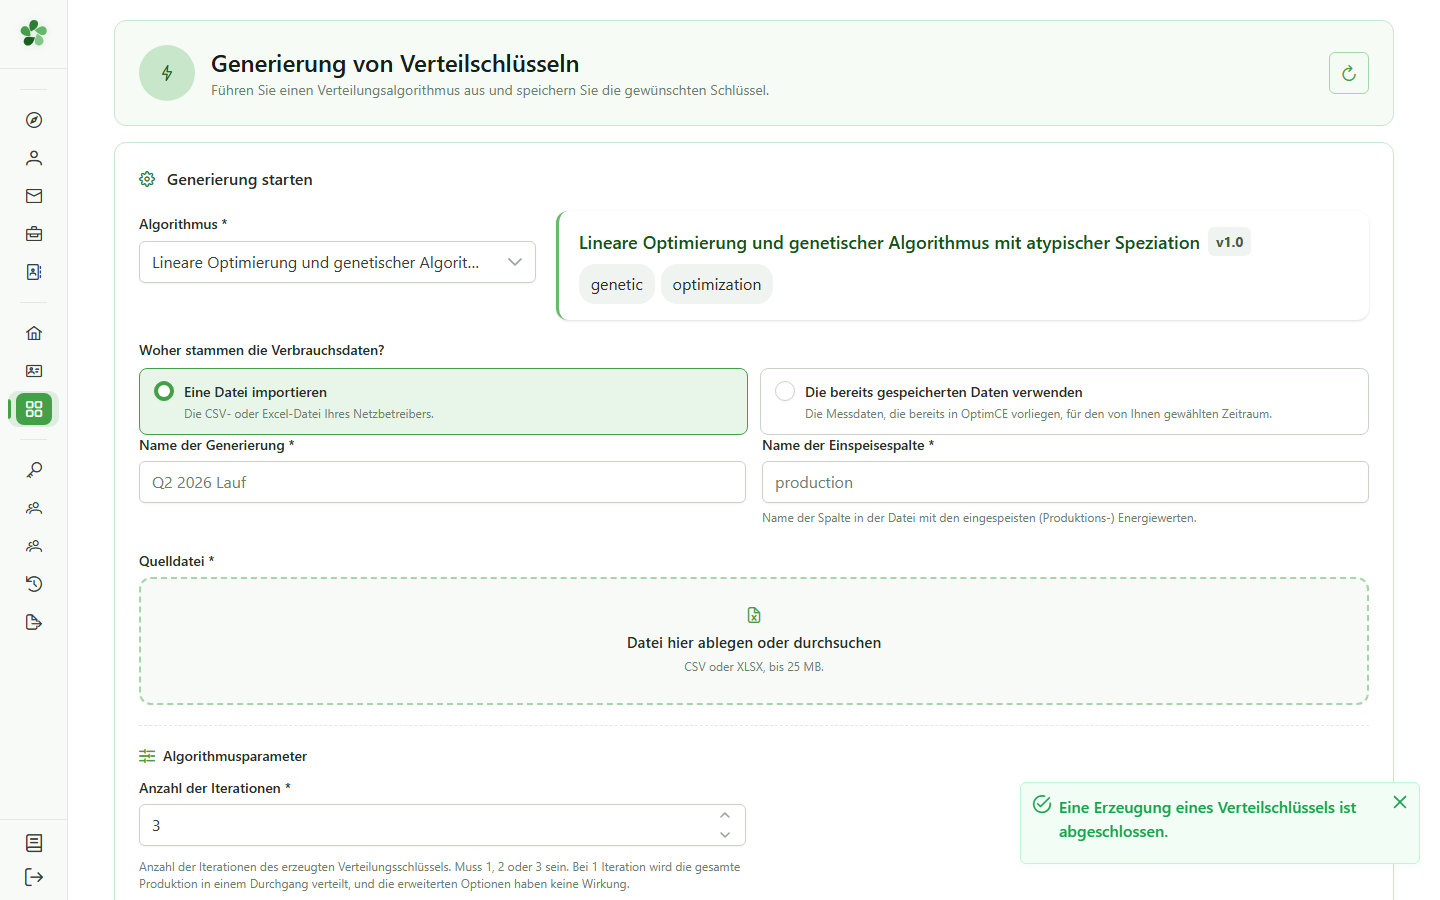 Generierung von Verteilschlüsseln
Führen Sie einen Verteilungsalgorithmus aus und speichern Sie die gewünschten Schlüssel.
Generierung starten
Algorithmus *
Lineare Optimierung und genetischer Algorit...
Lineare Optimierung und genetischer Algorithmus mit atypischer Speziation v1.0
genetic optimization
Woher stammen die Verbrauchsdaten?
Eine Datei importieren
Die CSV- oder Excel-Datei Ihres Netzbetreibers.
Die bereits gespeicherten Daten verwenden
Die Messdaten, die bereits in OptimCE vorliegen, für den von Ihnen gewählten Zeitraum.
Name der Generierung *
Q2 2026 Lauf
Name der Einspeisespalte *
production
Name der Spalte in der Datei mit den eingespeisten (Produktions-) Energiewerten.
Quelldatei *
Datei hier ablegen oder durchsuchen
CSV oder XLSX, bis 25 MB.
Algorithmusparameter
Anzahl der Iterationen *
3
Anzahl der Iterationen des erzeugten Verteilungsschlüssels. Muss 1, 2 oder 3 sein. Bei 1 Iteration wird die gesamte
Produktion in einem Durchgang verteilt, und die erweiterten Optionen haben keine Wirkung.
Eine Erzeugung eines Verteilschlüssels ist
abgeschlossen.